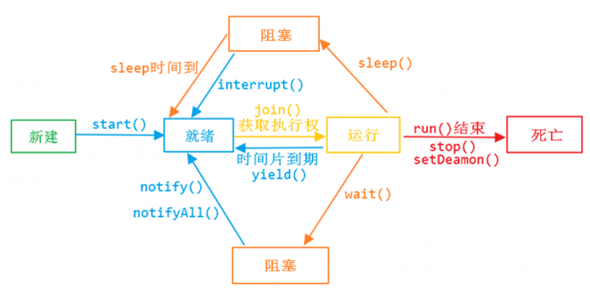 阻塞
sleep时间到
sleep()
interrupt()
新建
start()
就绪
join()
获取执行权
时间片到期
yield()
运行
run()结束
stop()
setDeamon()
死亡
notify()
notifyAll()
wait()
阻塞